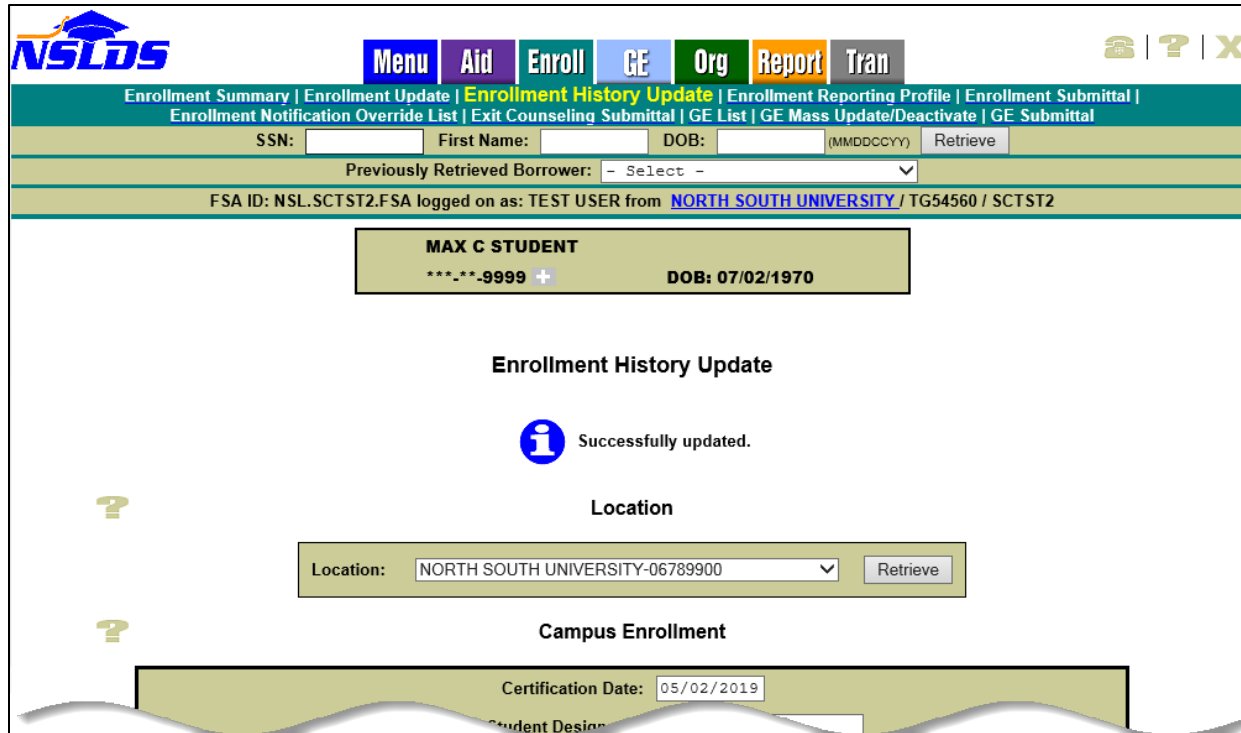 NSLDS
Menu Aid Enroll GE Org Report Tran
Enrollment Summary | Enrollment Update | Enrollment History Update | Enrollment Reporting Profile | Enrollment Submittal |
Enrollment Notification Override List | Exit Counseling Submittal | GE List | GE Mass Update/Deactivate | GE Submittal
SSN: First Name: DOB: (MMDDCCYY) Retrieve
Previously Retrieved Borrower: - Select -
FSA ID: NSL.SCTST2.FSA logged on as: TEST USER from NORTH SOUTH UNIVERSITY / TG54560 / SCTST2
MAX C STUDENT
***-**-9999 DOB: 07/02/1970
Enrollment History Update
Successfully updated.
Location
Location: NORTH SOUTH UNIVERSITY-06789900 Retrieve
Campus Enrollment
Certification Date: 05/02/2019
Student